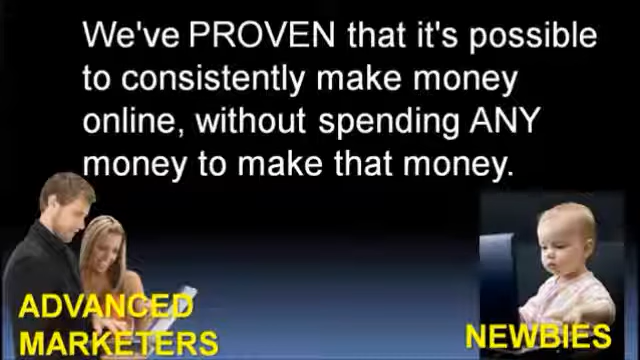 We've PROVEN that it's possible
to consistently make money
online, without spending ANY
money to make that money.
ADVANCED
MARKETERS
NEWBIES